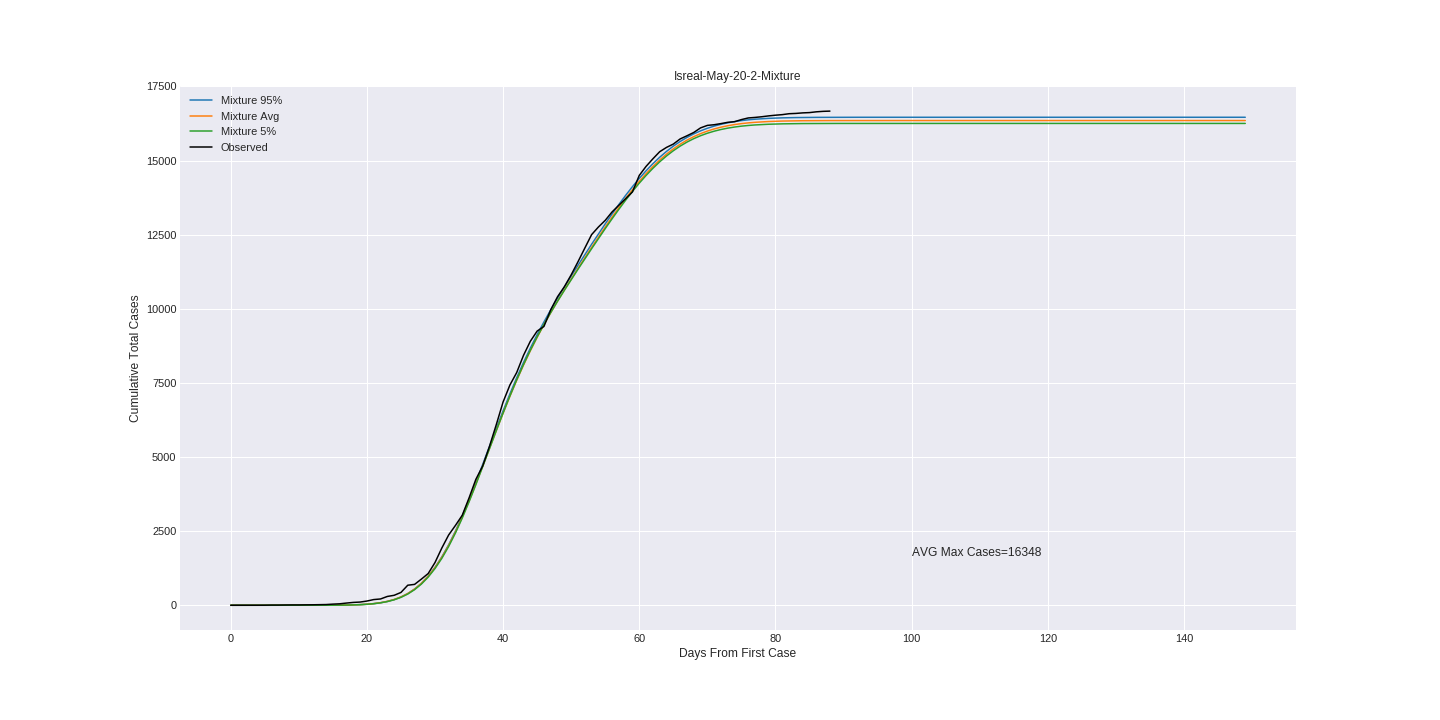 Isreal-May-20-2-Mixture
17500
15000
12500
10000
7500
5000
2500
0
Cumulative Total Cases
Mixture 95%
Mixture Avg
Mixture 5%
Observed
AVG Max Cases=16348
0 20 40 60 80 100 120 140
Days From First Case